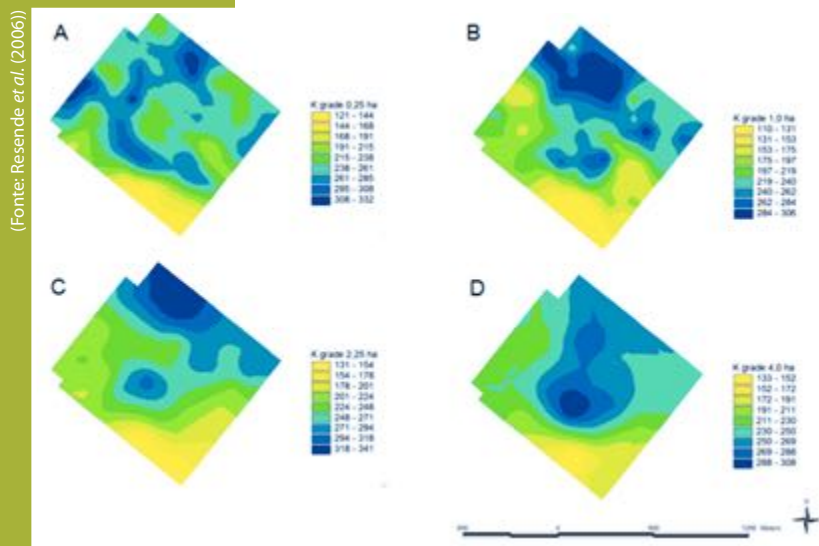 (Fonte: Resende et al. (2006))
A
K grade 0,25 ha
121 - 144
144 - 168
168 - 191
191 - 215
215 - 238
238 - 261
261 - 285
285 - 308
308 - 332
B
K grade 1,0 ha
110 - 131
131 - 153
153 - 175
175 - 197
197 - 219
219 - 240
240 - 262
262 - 284
284 - 306
C
K grade 2,25 ha
131 - 154
154 - 178
178 - 201
201 - 224
224 - 248
248 - 271
271 - 294
294 - 318
318 - 341
D
K grade 4,0 ha
133 - 152
152 - 172
172 - 191
191 - 211
211 - 230
230 - 250
250 - 269
269 - 288
288 - 308
0